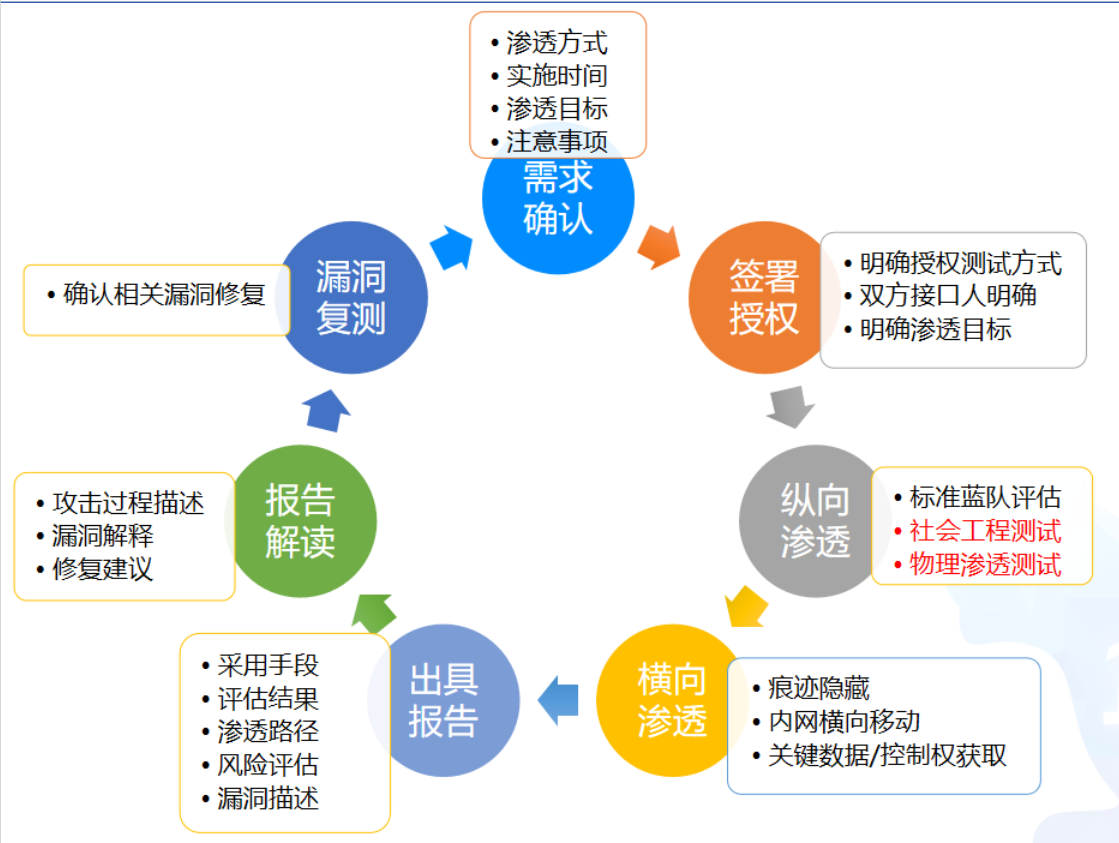 • 渗透方式
• 实施时间
• 渗透目标
• 注意事项
需求
确认
签署
授权
• 明确授权测试方式
• 双方接口人明确
• 明确渗透目标
纵向
渗透
• 标准蓝队评估
• 社会工程测试
• 物理渗透测试
横向
渗透
• 痕迹隐藏
• 内网横向移动
• 关键数据/控制权获取
出具
报告
• 采用手段
• 评估结果
• 渗透路径
• 风险评估
• 漏洞描述
报告
解读
• 攻击过程描述
• 漏洞解释
• 修复建议
漏洞
复测
• 确认相关漏洞修复